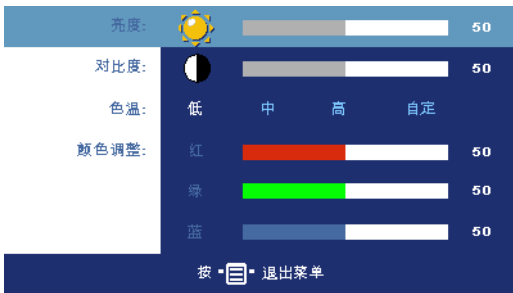 亮度: 50
对比度: 50
色温: 低 中 高 自定
颜色调整: 红 50
绿 50
蓝 50
按 退出菜单